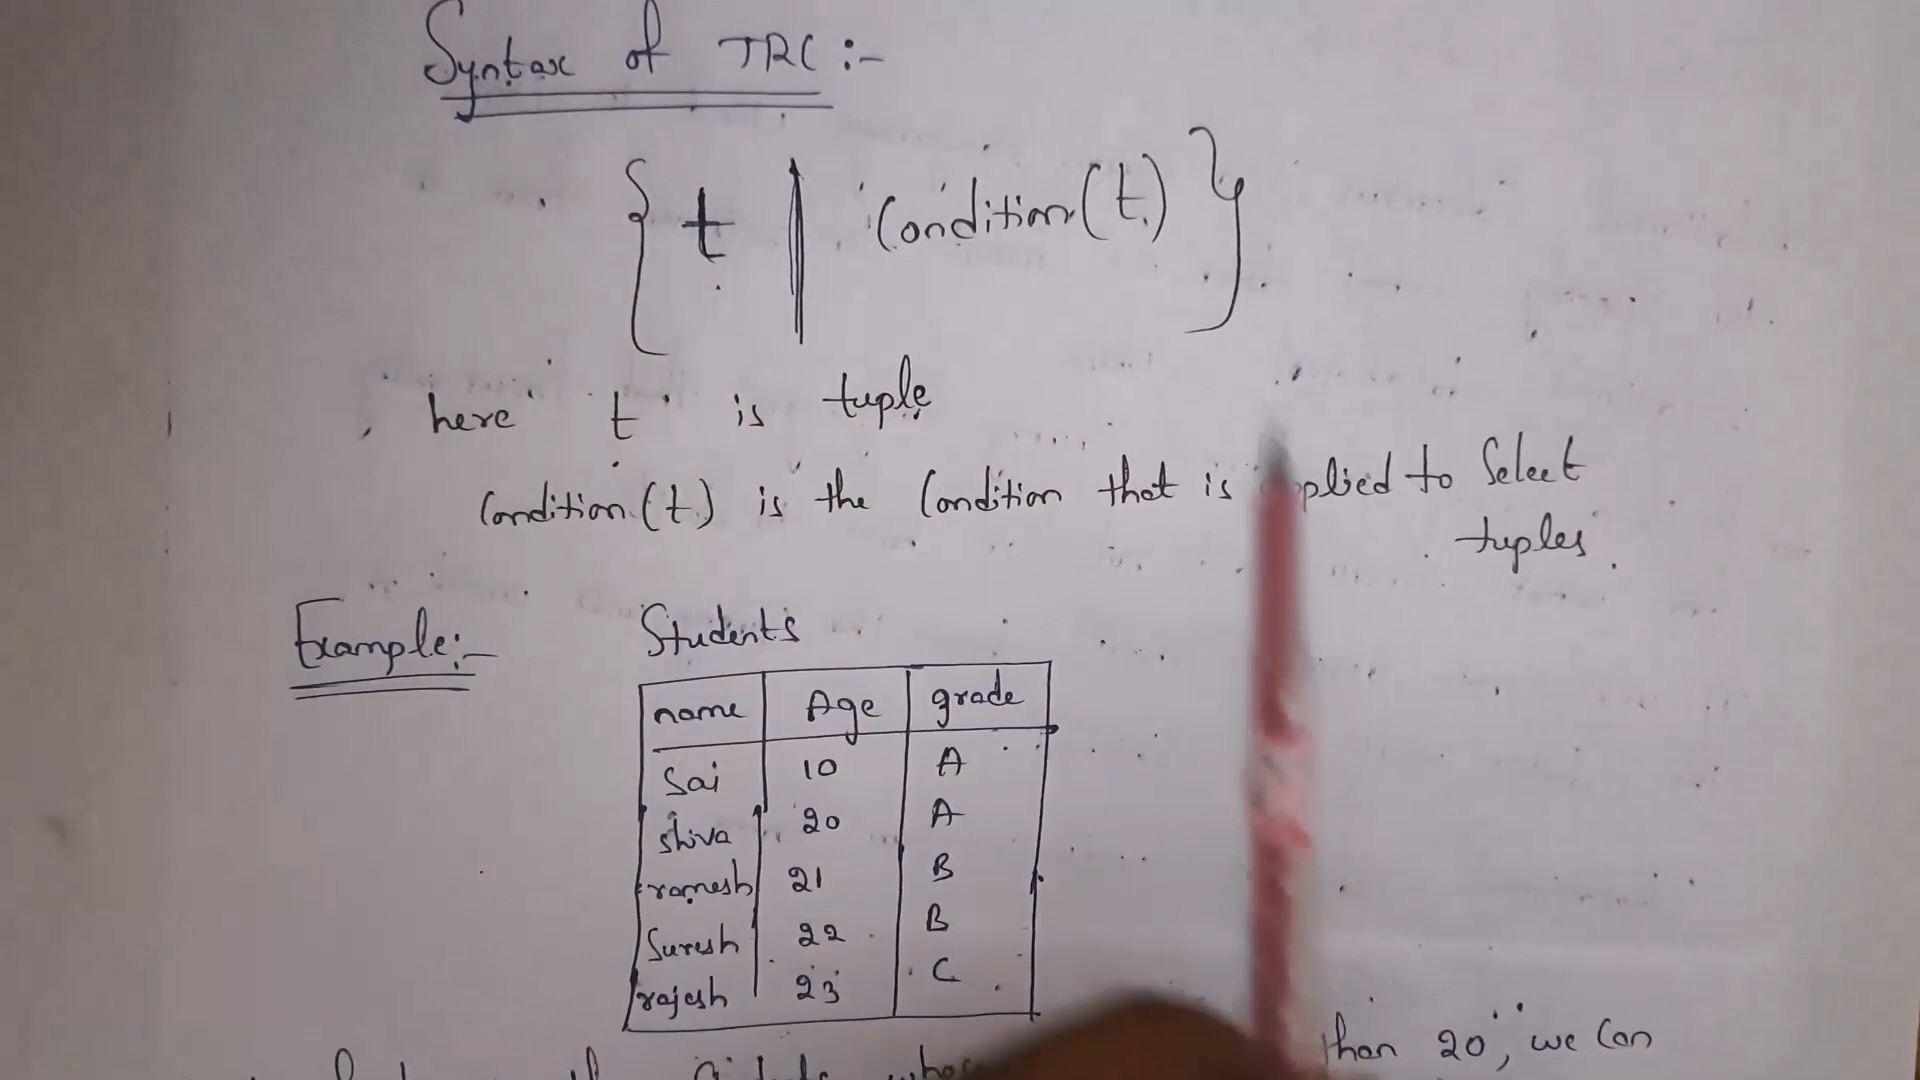 Syntax of TRC :-
{ t | Condition(t) }
here 't' is tuple
Condition(t) is the Condition that is applied to Select
tuples.
Example:-
Students
name Age grade
Sai 10 A
shiva 20 A
ramesh 21 B
Suresh 22 B
rajesh 23 C
than 20", we Can